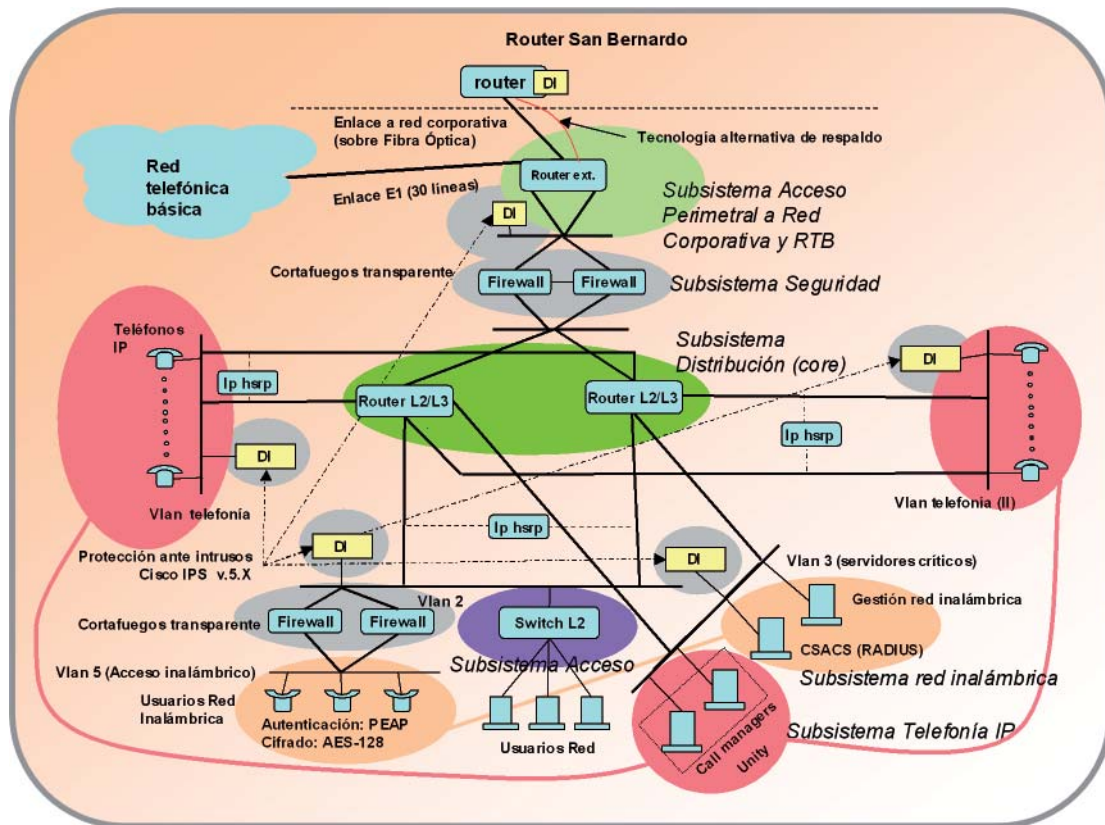 Router San Bernardo
router
DI
Enlace a red corporativa
(sobre Fibra Óptica)
Tecnologia alternativa de respaldo
Red
telefónica
básica
Enlace E1 (30 líneas)
Router ext.
DI
Subsistema Acceso
Perimetral a Red
Corporativa y RTB
Cortafuegos transparente
Firewall
Firewall
Subsistema Seguridad
Teléfonos
IP
Subsistema
Distribución (core)
DI
Ip hsrp
Router L2/L3
Router L2/L3
Ip hsrp
DI
Vlan telefonía
Vlan telefonia (II)
Ip hsrp
Protección ante intrusos
Cisco IPS v.5.X
DI
DI
Vlan 3 (servidores críticos)
Vlan 2
Gestión red inalámbrica
Cortafuegos transparente
Firewall
Firewall
Switch L2
CSACS (RADIUS)
Vlan 5 (Acceso inalámbrico)
Subsistema Acceso
Subsistema red inalámbrica
Usuarios Red
Inalámbrica
Autenticación: PEAP
Cifrado: AES-128
Usuarios Red
Call managers
Unity
Subsistema Telefonía IP